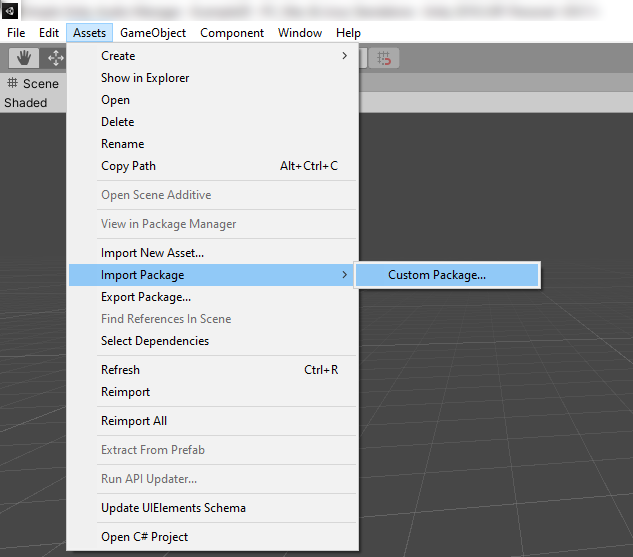 File Edit Assets GameObject Component Window Help
Scene
Shaded
Create
Show in Explorer
Open
Delete
Rename
Copy Path Alt+Ctrl+C
Open Scene Additive
View in Package Manager
Import New Asset...
Import Package Custom Package...
Export Package...
Find References In Scene
Select Dependencies
Refresh Ctrl+R
Reimport
Reimport All
Extract From Prefab
Run API Updater...
Update UIElements Schema
Open C# Project